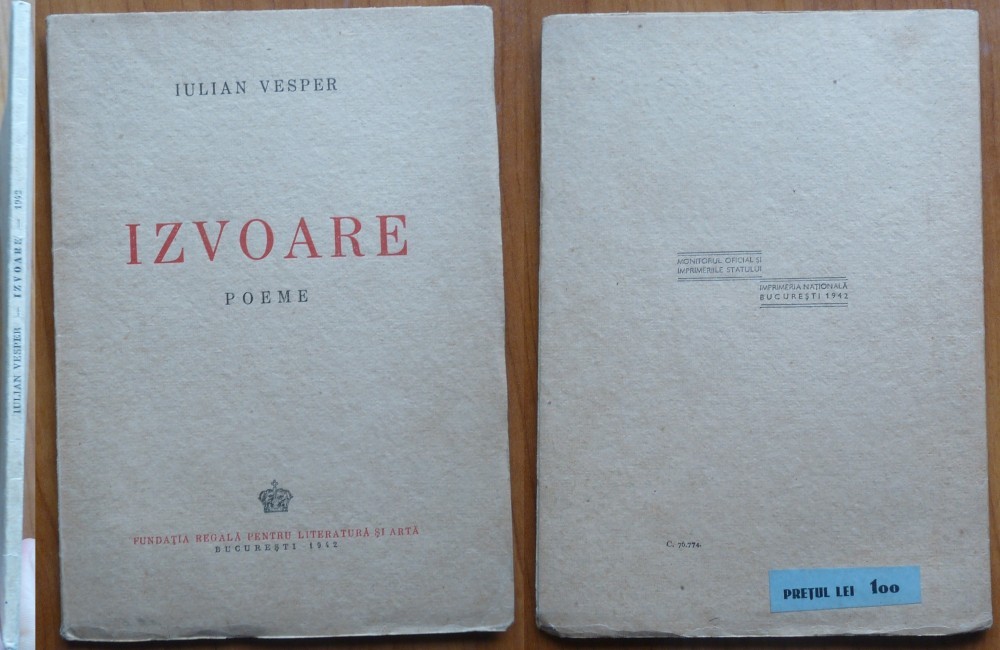 IULIAN VESPER — IZVOARE — 1942
IULIAN VESPER
IZVOARE
POEME
FUNDAȚIA REGALĂ PENTRU LITERATURĂ ȘI ARTĂ
BUCUREȘTI 1942
MONITORUL OFICIAL ȘI
IMPRIMERIILE STATULUI
IMPRIMERIA NAȚIONALĂ
BUCUREȘTI 1942
C. 76.774.
PREȚUL LEI 100